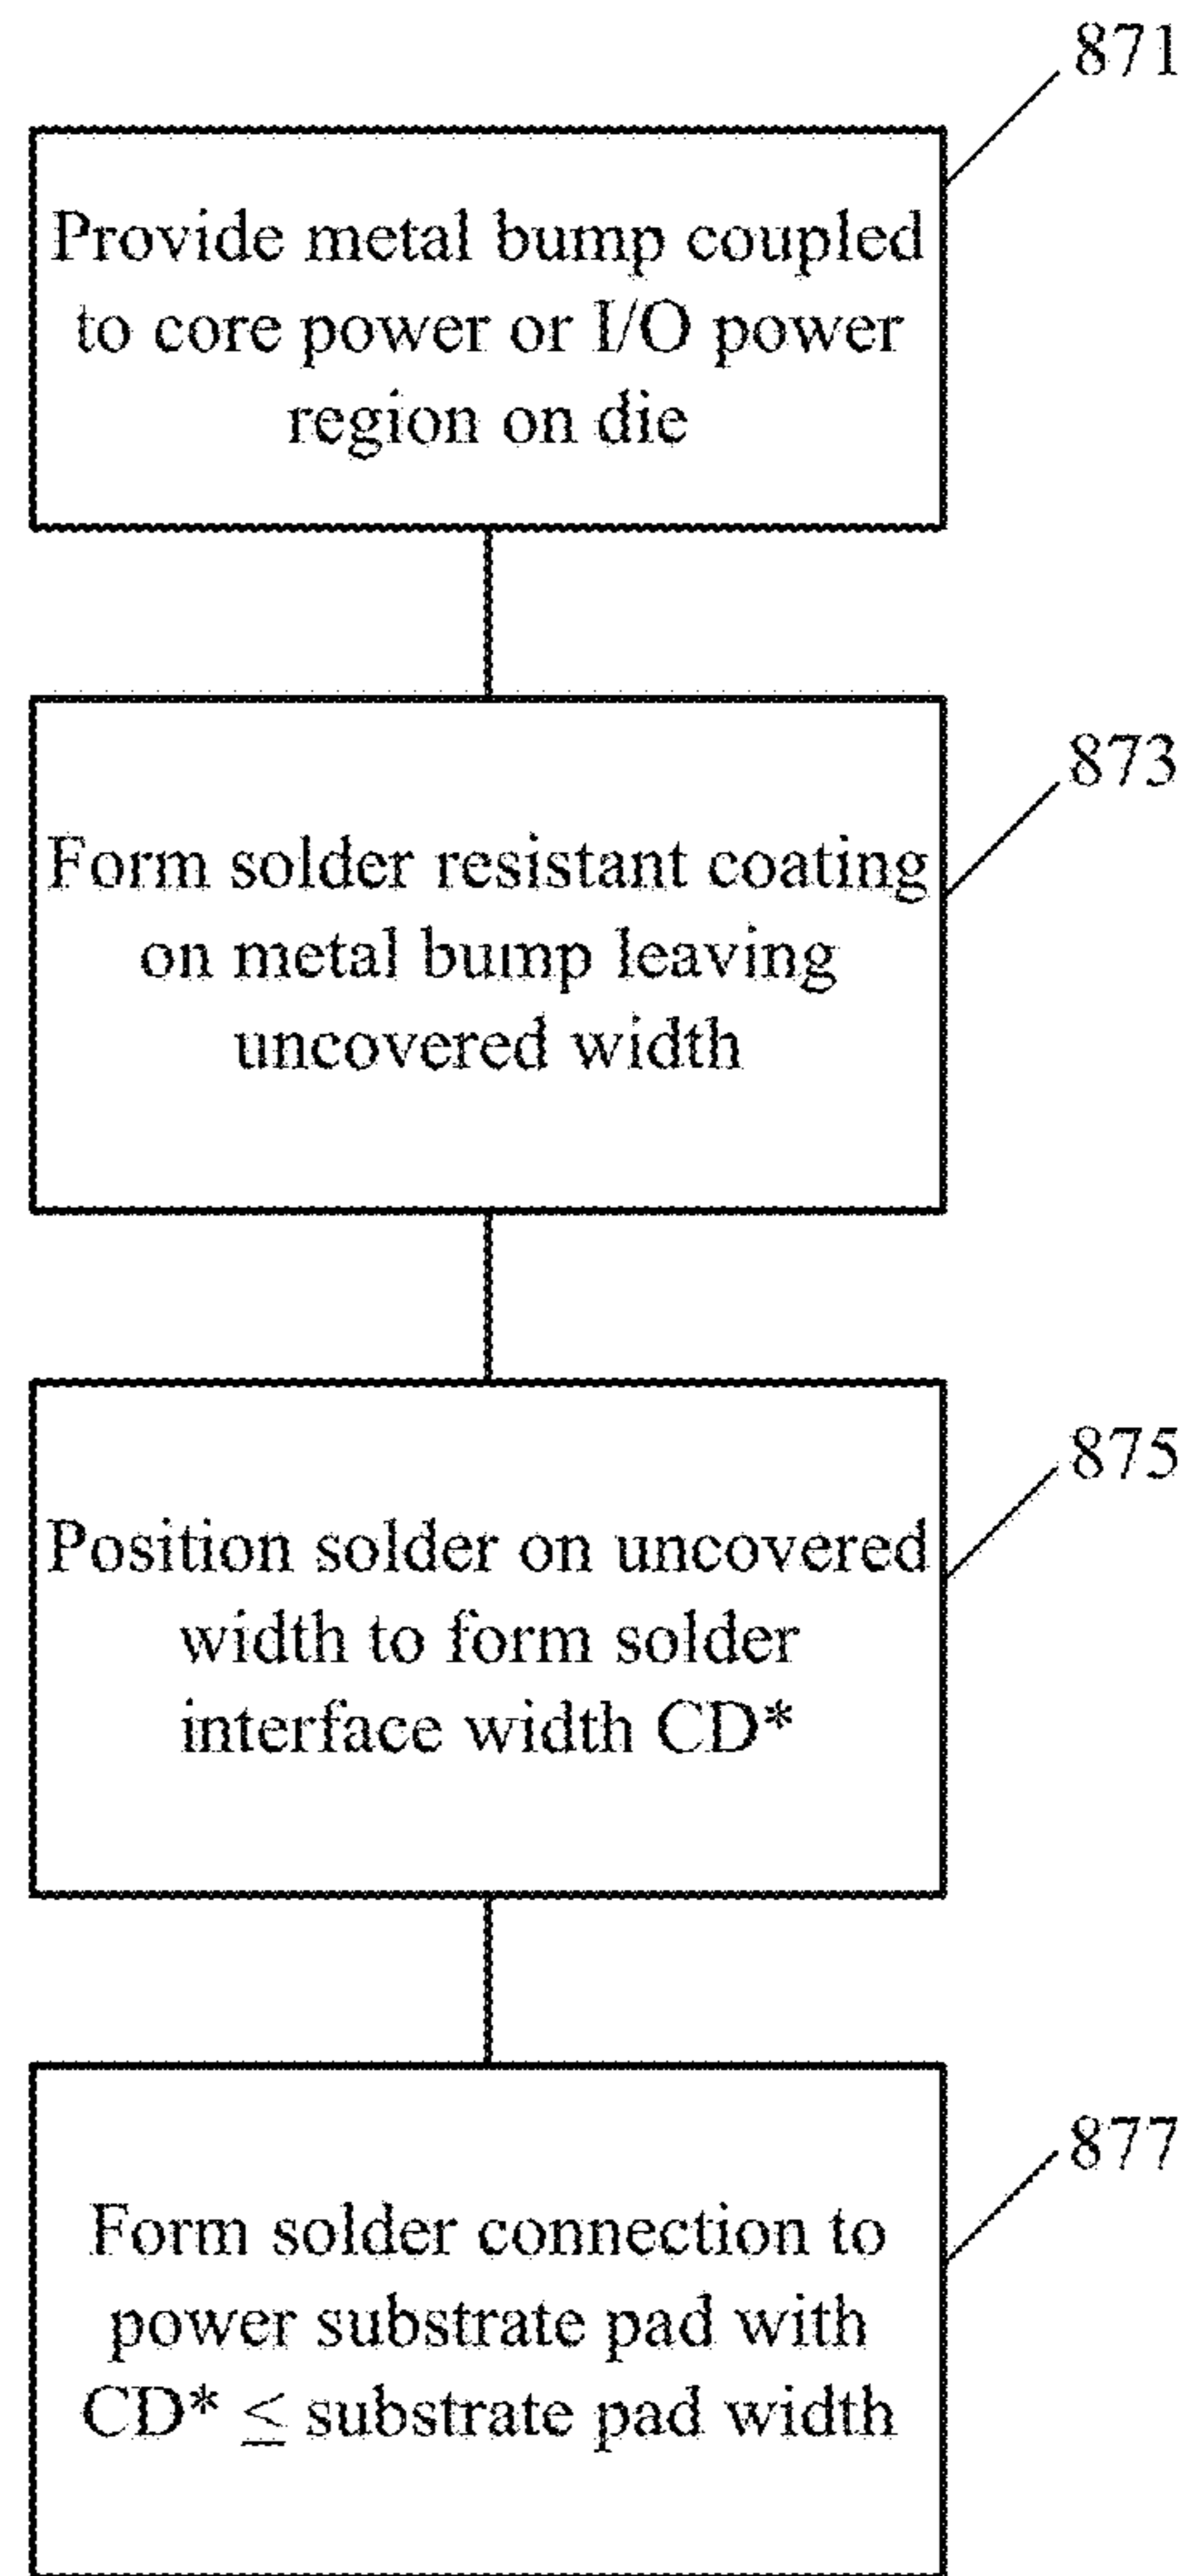 871
Provide metal bump coupled
to core power or I/O power
region on die
873
Form solder resistant coating
on metal bump leaving
uncovered width
875
Position solder on uncovered
width to form solder
interface width CD*
877
Form solder connection to
power substrate pad with
CD* ≤ substrate pad width